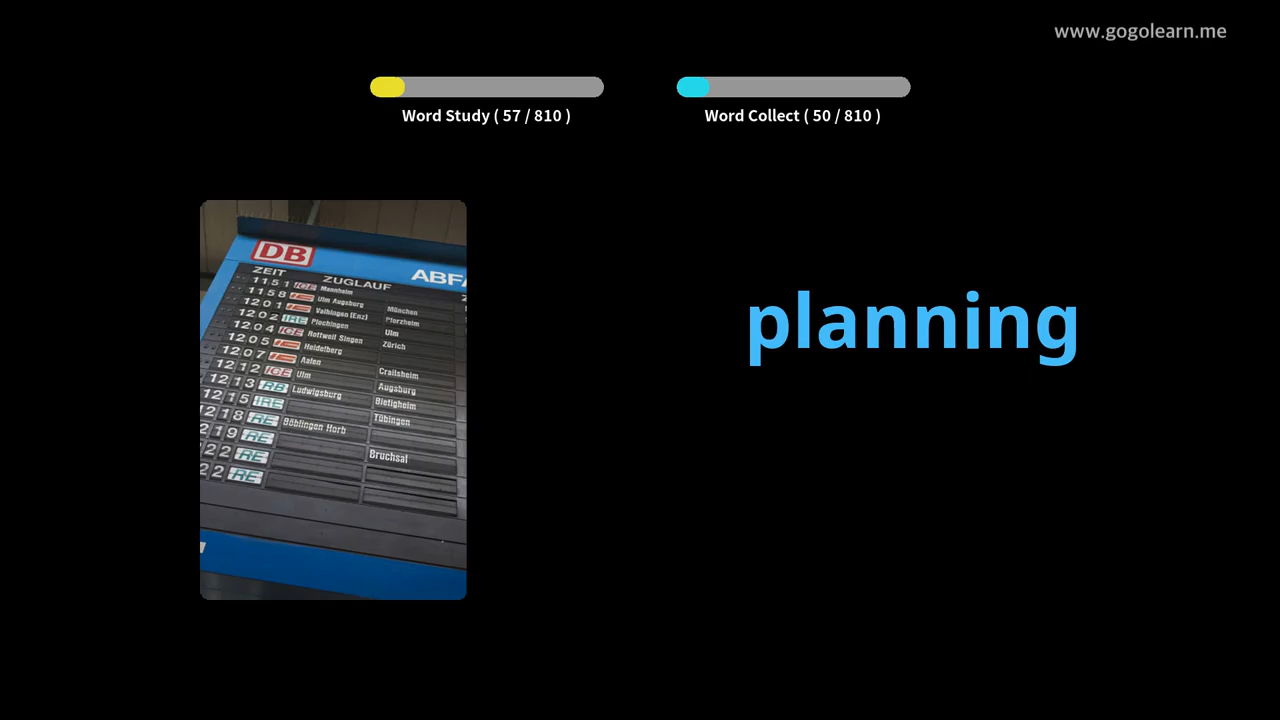 www.gogolearn.me
Word Study ( 57 / 810 )
Word Collect ( 50 / 810 )
planning
DB
ZEIT ZUGLAUF ABFA
1151 ICE Mannheim
1158 Ulm Augsburg München
1201 Vaihingen (Enz) Pforzheim
1202 IRE Plochingen Ulm
1204 ICE Rottweil Singen Zürich
1205 Heidelberg
1207 Aalen Crailsheim
1212 ICE Ulm Augsburg
1213 RB Ludwigsburg Bietigheim
1215 IRE Tübingen
1218 RE Böblingen Horb
219 RE
22 RE Bruchsal
22 RE